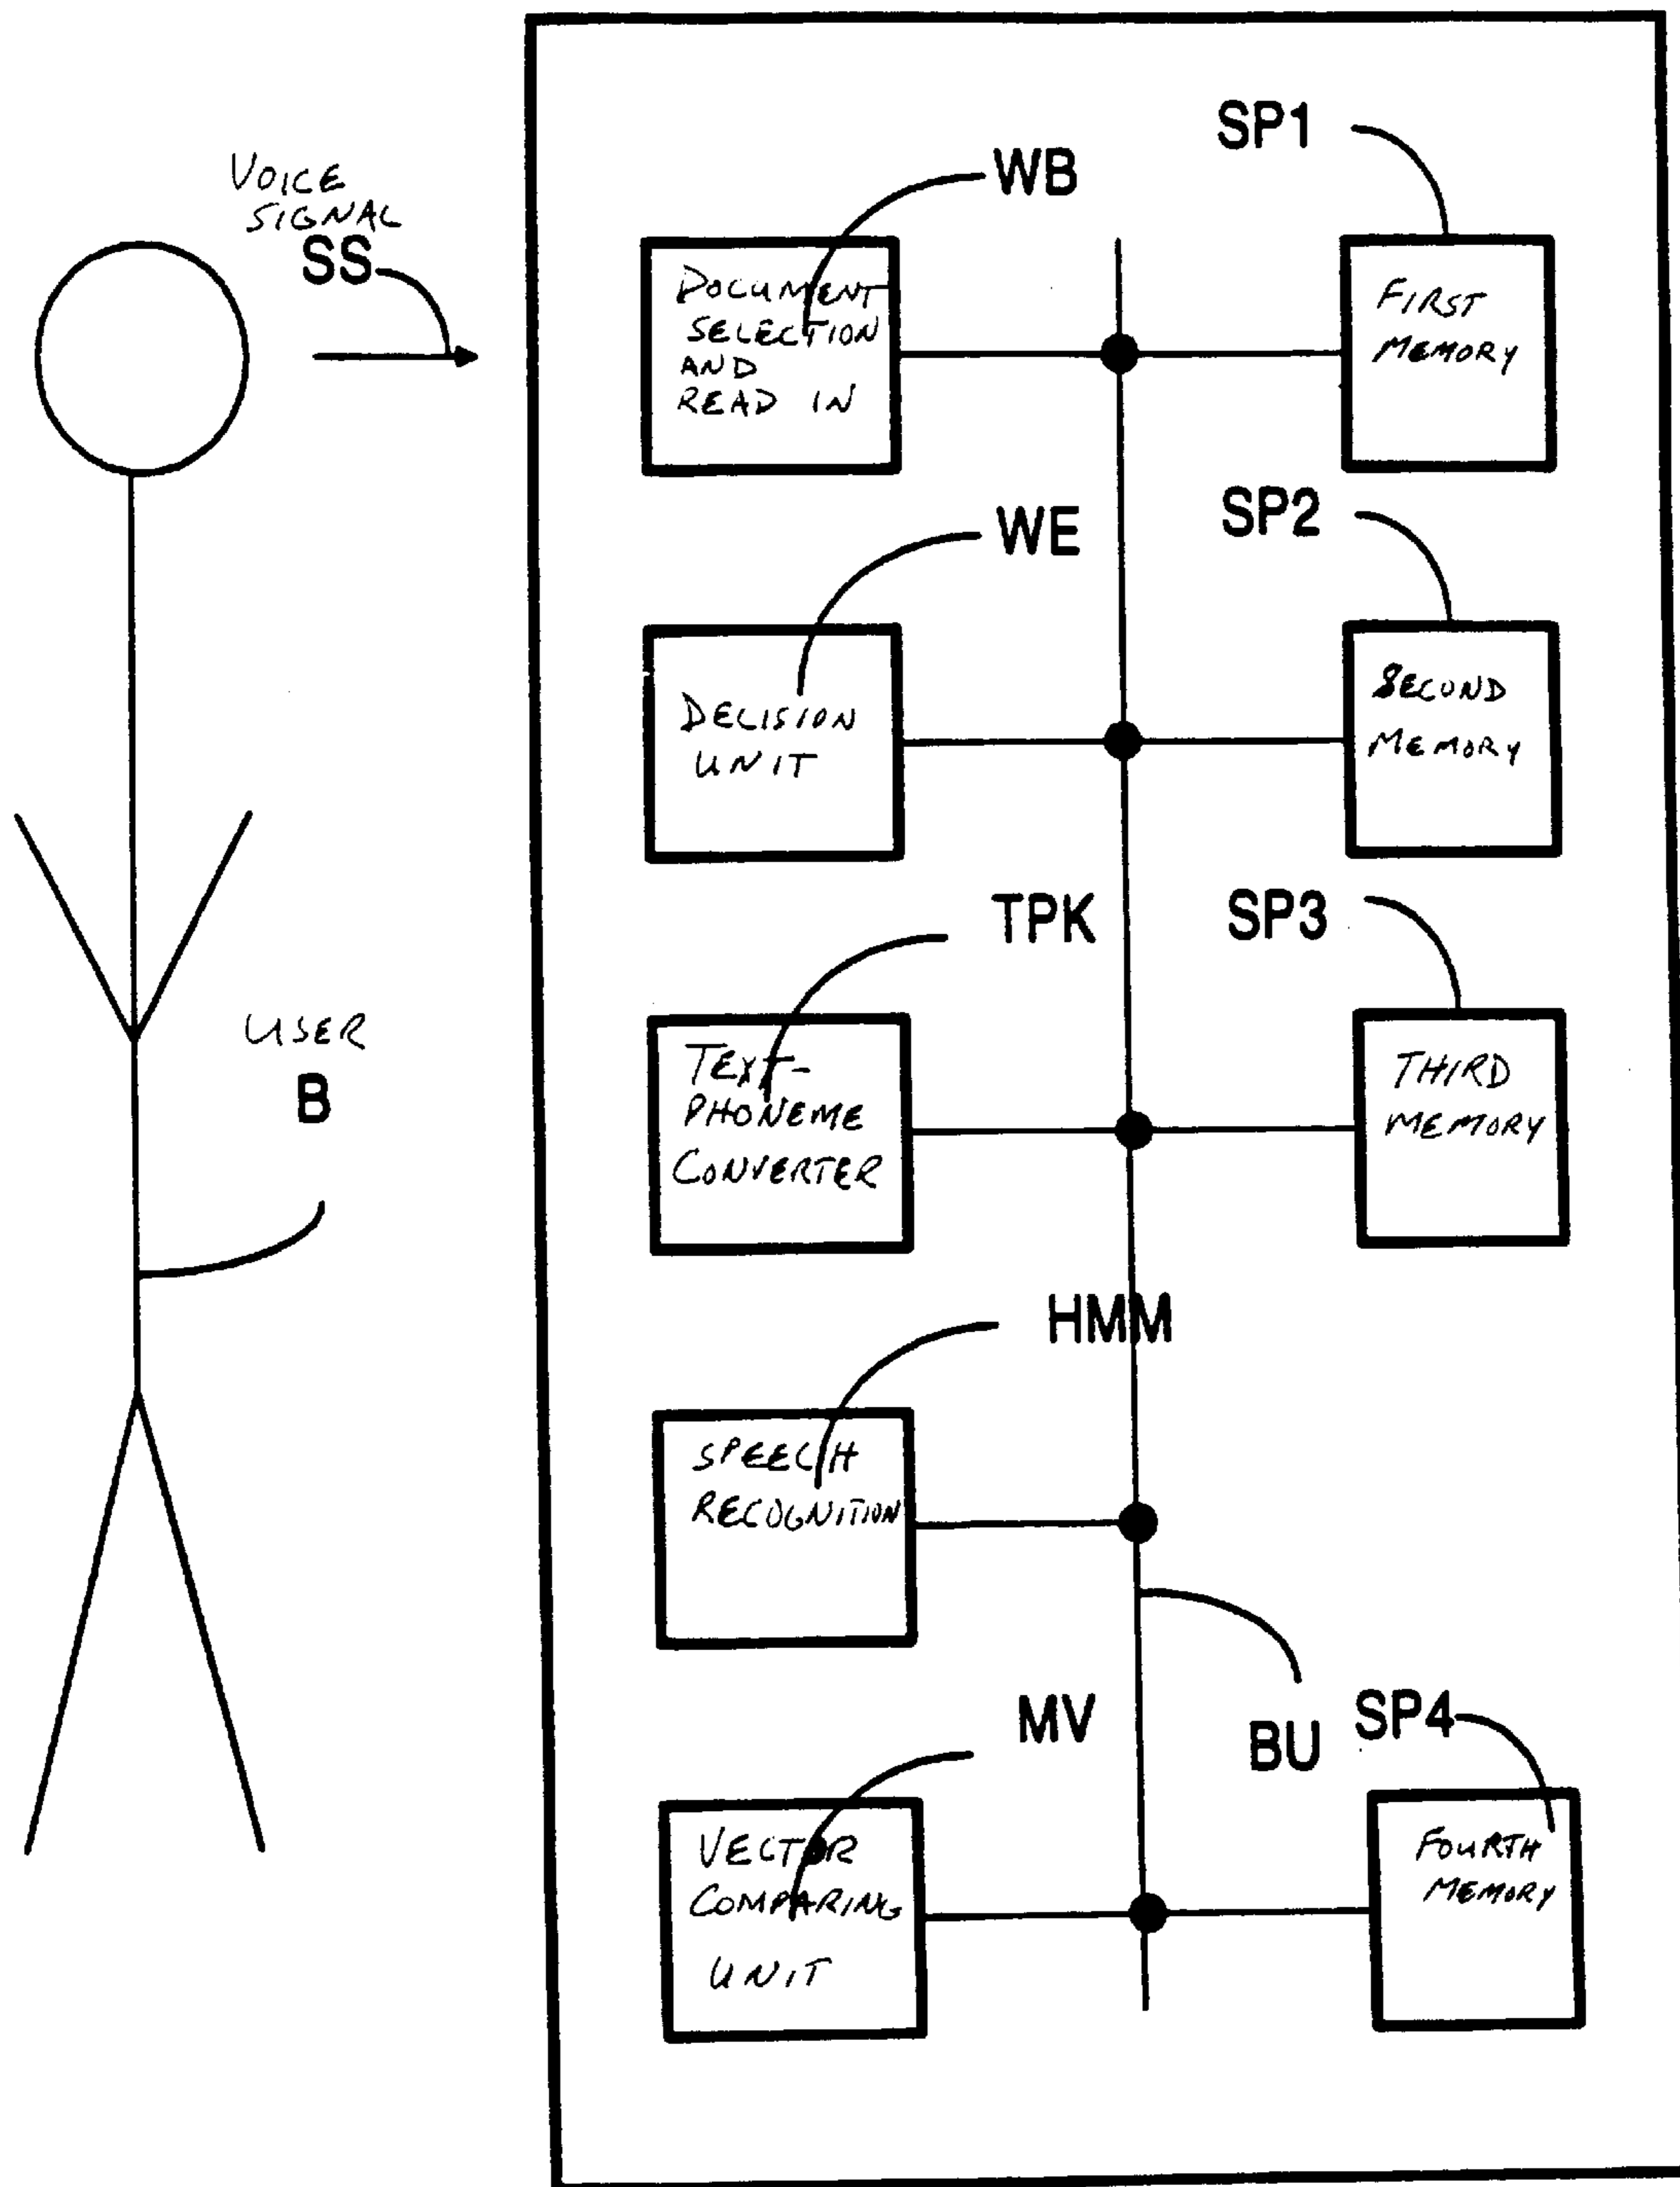 VOICE
SIGNAL
SS
WB
SP1
DOCUMENT
SELECTION
AND
READ IN
FIRST
MEMORY
WE
SP2
DECISION
UNIT
SECOND
MEMORY
TPK
SP3
USER
B
TEXT-
PHONEME
CONVERTER
THIRD
MEMORY
HMM
SPEECH
RECOGNITION
MV
BU
SP4
VECTOR
COMPARING
UNIT
FOURTH
MEMORY